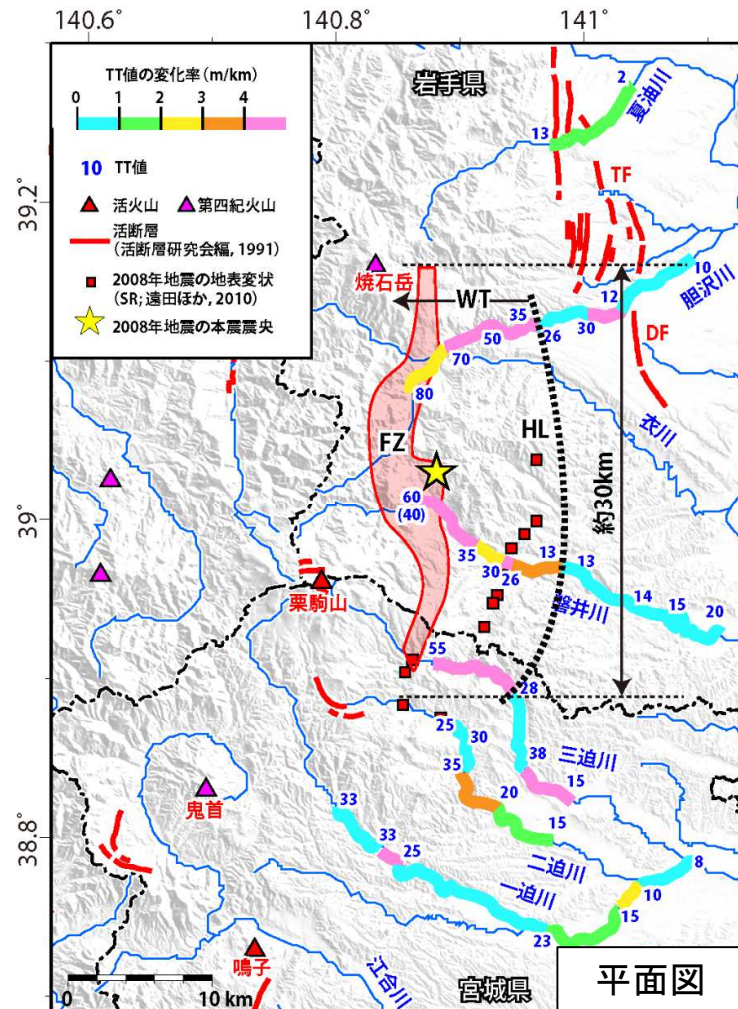 140.6°
140.8°
141°
TT値の変化率(m/km)
0 1 2 3 4
10 TT値
活火山 第四紀火山
活断層
(活断層研究会編, 1991)
2008年地震の地表変状
(SR;遠田ほか, 2010)
2008年地震の本震震央
岩手県
2
夏油川
13
39.2°
TF
焼石岳
WT
10
胆沢川
12
35
30
26
50
70
80
DF
衣川
FZ
HL
約30km
39°
60
(40)
35
30
26
13
13
磐井川
14
15
20
栗駒山
55
28
25
30
38
三迫川
15
35
20
15
二迫川
鬼首
33
33
25
一迫川
8
10
15
23
38.8°
鳴子
江合川
宮城県
0 10 km
平面図